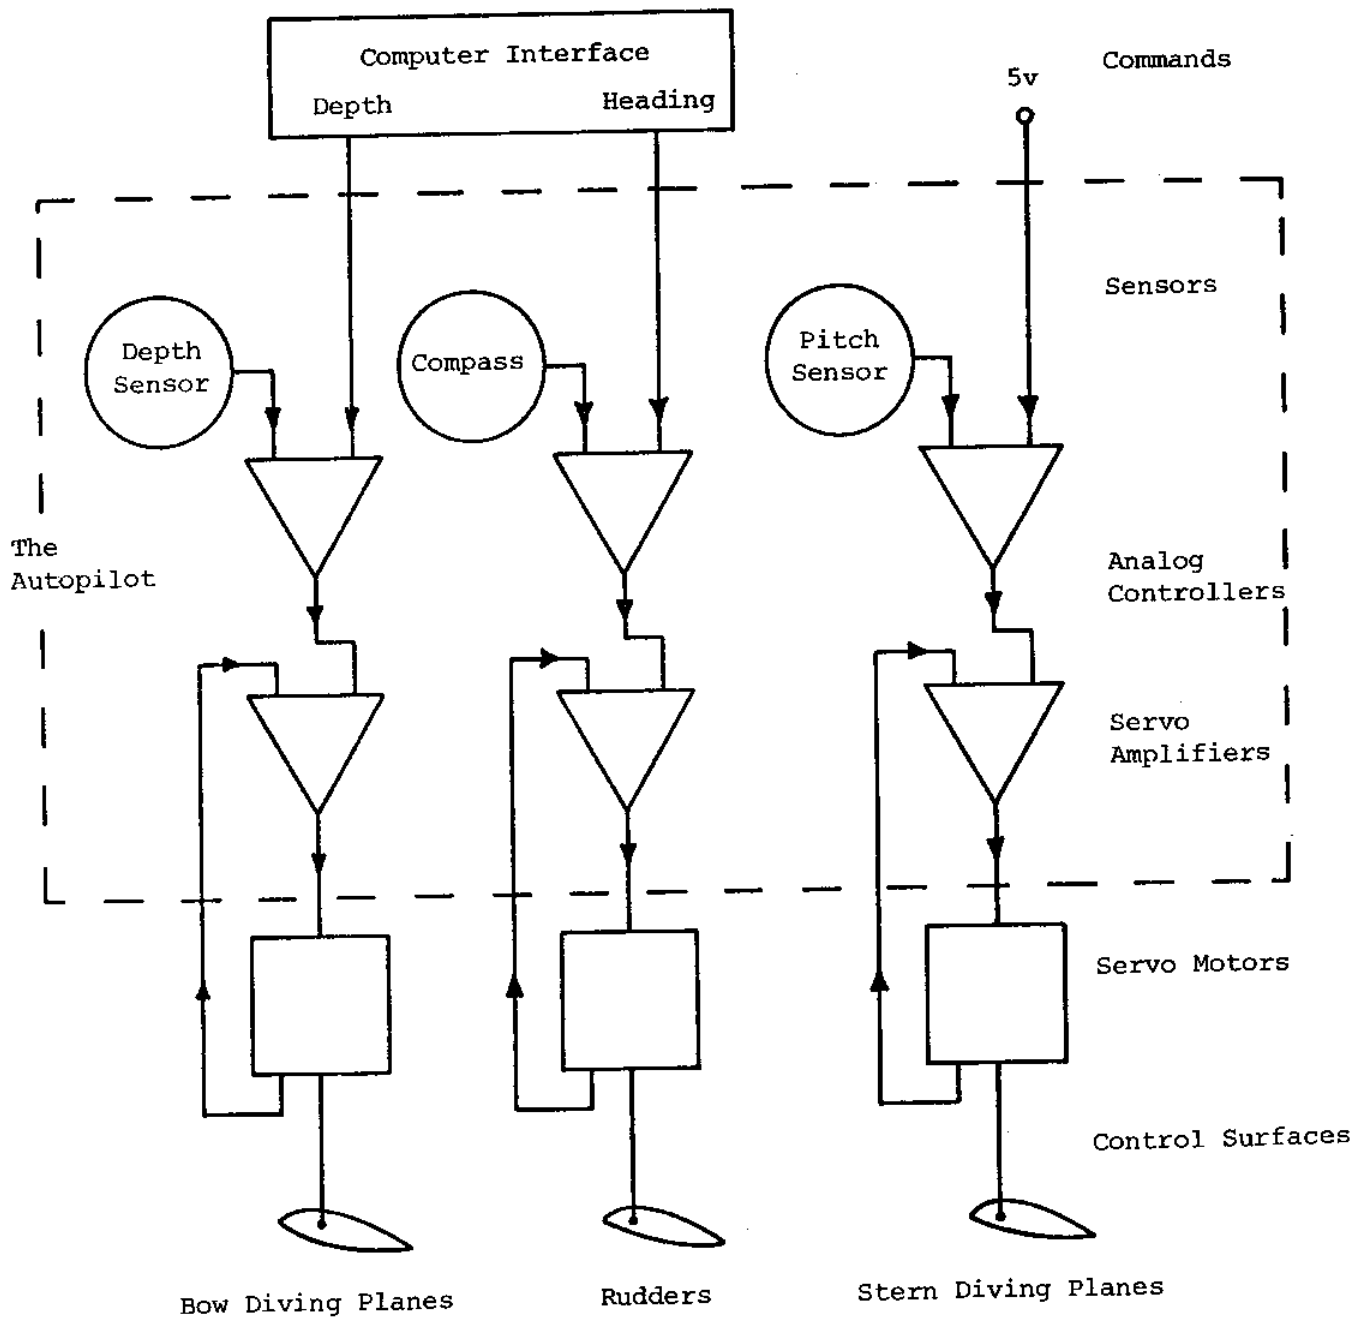 Computer Interface
Depth Heading
5v
Commands
Sensors
Depth
Sensor
Compass
Pitch
Sensor
The
Autopilot
Analog
Controllers
Servo
Amplifiers
Servo Motors
Control Surfaces
Bow Diving Planes
Rudders
Stern Diving Planes